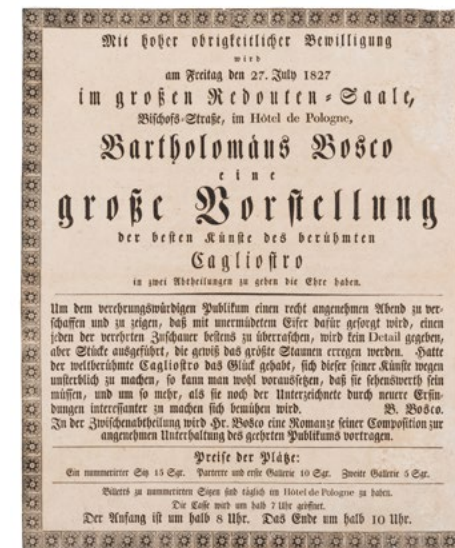 Mit hoher obrigkeitlicher Bewilligung
wird
am Freitag den 27. July 1827
im großen Redouten-Saale,
Bischofs-Straße, im Hôtel de Pologne,
Bartholomäus Bosco
eine
große Vorstellung
der besten Künste des berühmten
Cagliostro
in zwei Abtheilungen zu geben die Ehre haben.
Um dem verehrungswürdigen Publikum einen recht angenehmen Abend zu ver-
schaffen und zu zeigen, daß mit unermüdetem Eifer dafür gesorgt wird, einen
jeden der verehrten Zuschauer bestens zu überraschen, wird kein Detail gegeben,
aber Stücke ausgeführt, die gewiß das größte Staunen erregen werden. Hatte
der weltberühmte Cagliostro das Glück gehabt, sich dieser seiner Künste wegen
unsterblich zu machen, so kann man wohl voraussetzen, daß sie sehenswerth sein
müssen, und um so mehr, als sie noch der Unterzeichnete durch neuere Erfin-
dungen interessanter zu machen sich bemühen wird. B. Bosco.
In der Zwischenabtheilung wird Hr. Bosco eine Romanze seiner Composition zur
angenehmen Unterhaltung des geehrten Publikums vortragen.
Preise der Plätze:
Ein nummerirter Sitz 15 Sgr. Parterre und erste Gallerie 10 Sgr. Zweite Gallerie 5 Sgr.
Billetts zu nummerirten Sitzen sind täglich im Hôtel de Pologne zu haben.
Die Casse wird um halb 7 Uhr geöffnet.
Der Anfang ist um halb 8 Uhr. Das Ende um halb 10 Uhr.